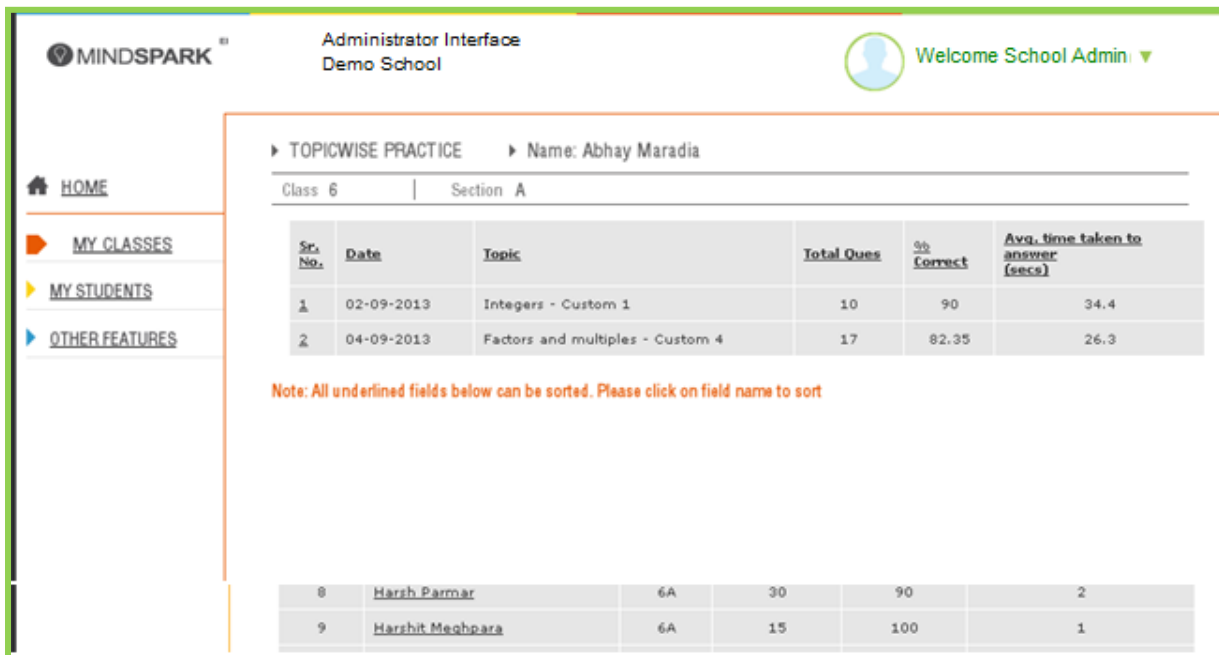 MINDSPARK EI
Administrator Interface
Demo School
Welcome School Admin
TOPICWISE PRACTICE Name: Abhay Maradia
Class 6 Section A
HOME
MY CLASSES
MY STUDENTS
OTHER FEATURES
Sr. No. Date Topic Total Ques % Correct Avg. time taken to answer (secs)
1 02-09-2013 Integers - Custom 1 10 90 34.4
2 04-09-2013 Factors and multiples - Custom 4 17 82.35 26.3
Note: All underlined fields below can be sorted. Please click on field name to sort
8 Harsh Parmar 6A 30 90 2
9 Harshit Meghpara 6A 15 100 1